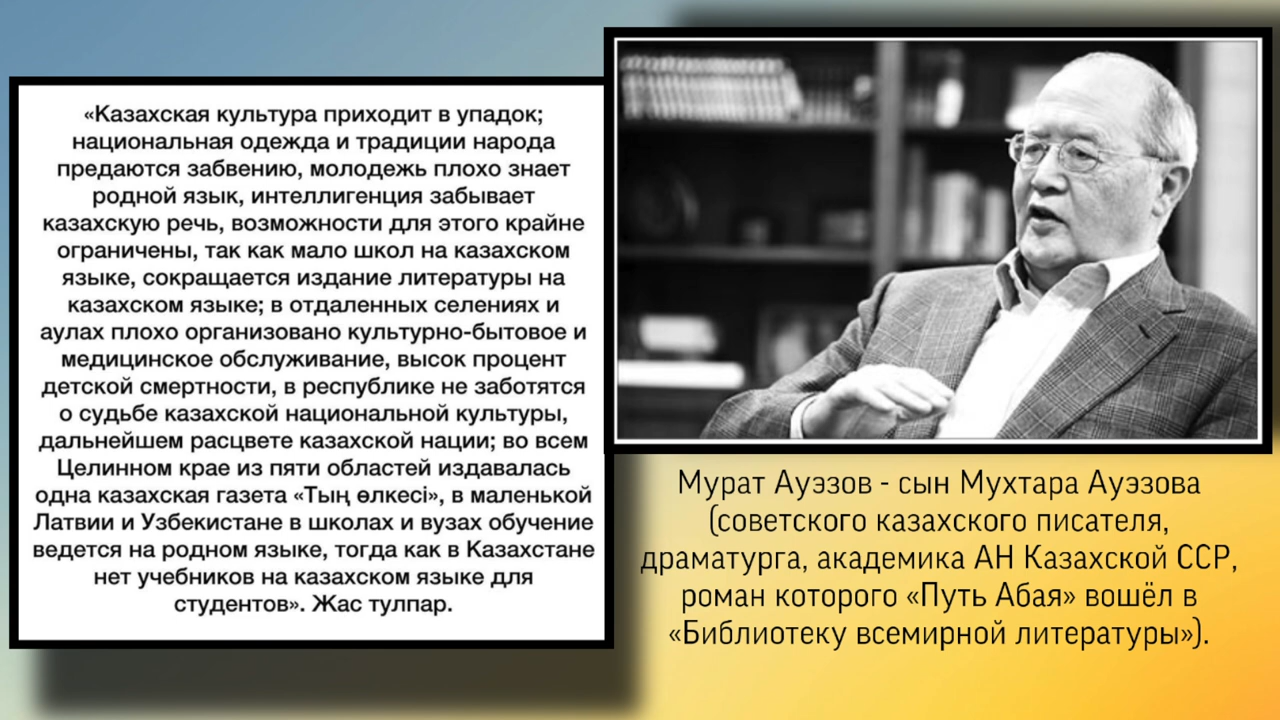 «Казахская культура приходит в упадок;
национальная одежда и традиции народа
предаются забвению, молодежь плохо знает
родной язык, интеллигенция забывает
казахскую речь, возможности для этого крайне
ограничены, так как мало школ на казахском
языке, сокращается издание литературы на
казахском языке; в отдаленных селениях и
аулах плохо организовано культурно-бытовое и
медицинское обслуживание, высок процент
детской смертности, в республике не заботятся
о судьбе казахской национальной культуры,
дальнейшем расцвете казахской нации; во всем
Целинном крае из пяти областей издавалась
одна казахская газета «Тың өлкесі», в маленькой
Латвии и Узбекистане в школах и вузах обучение
ведется на родном языке, тогда как в Казахстане
нет учебников на казахском языке для
студентов». Жас тулпар.
Мурат Ауэзов - сын Мухтара Ауэзова
(советского казахского писателя,
драматурга, академика АН Казахской ССР,
роман которого «Путь Абая» вошёл в
«Библиотеку всемирной литературы»).